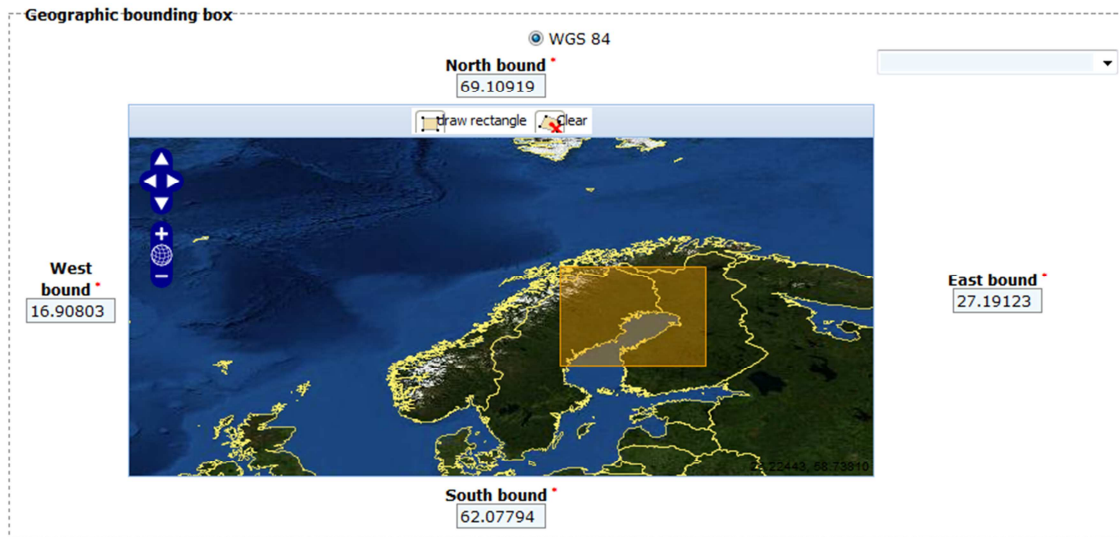 Geographic bounding box
WGS 84
North bound *
69.10919
draw rectangle Clear
West
bound *
16.90803
East bound *
27.19123
South bound *
62.07794